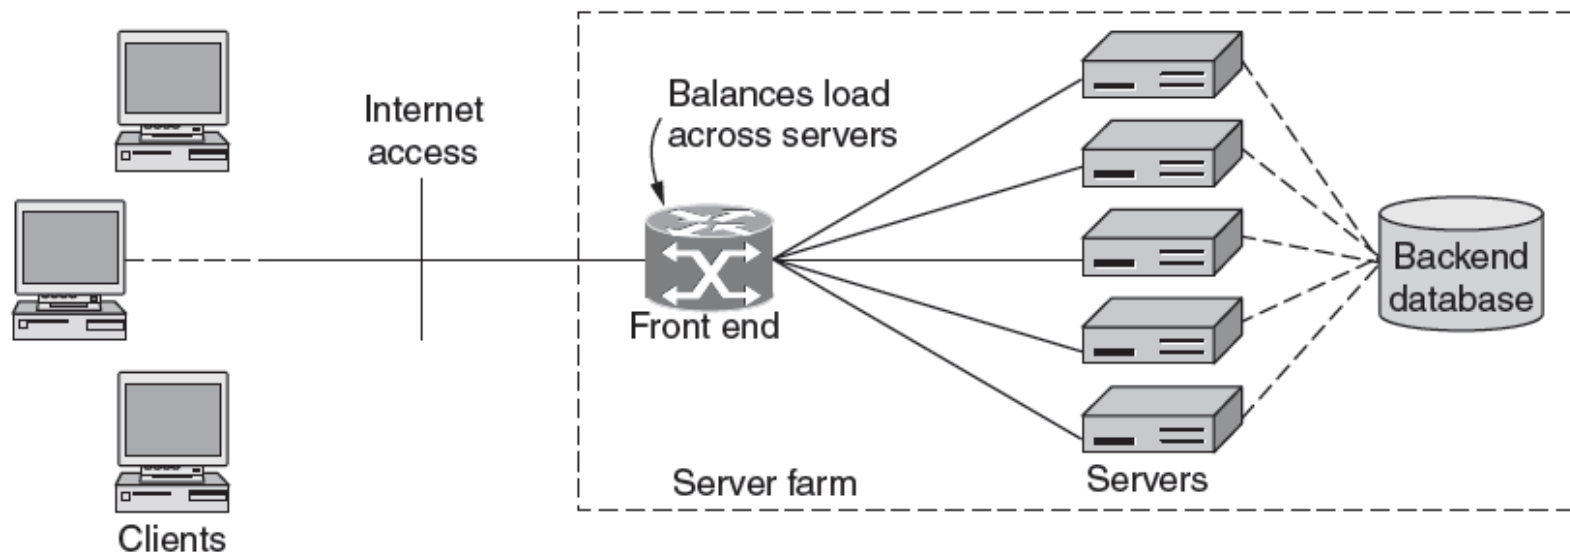 Internet
access
Balances load
across servers
Front end
Backend
database
Server farm
Servers
Clients